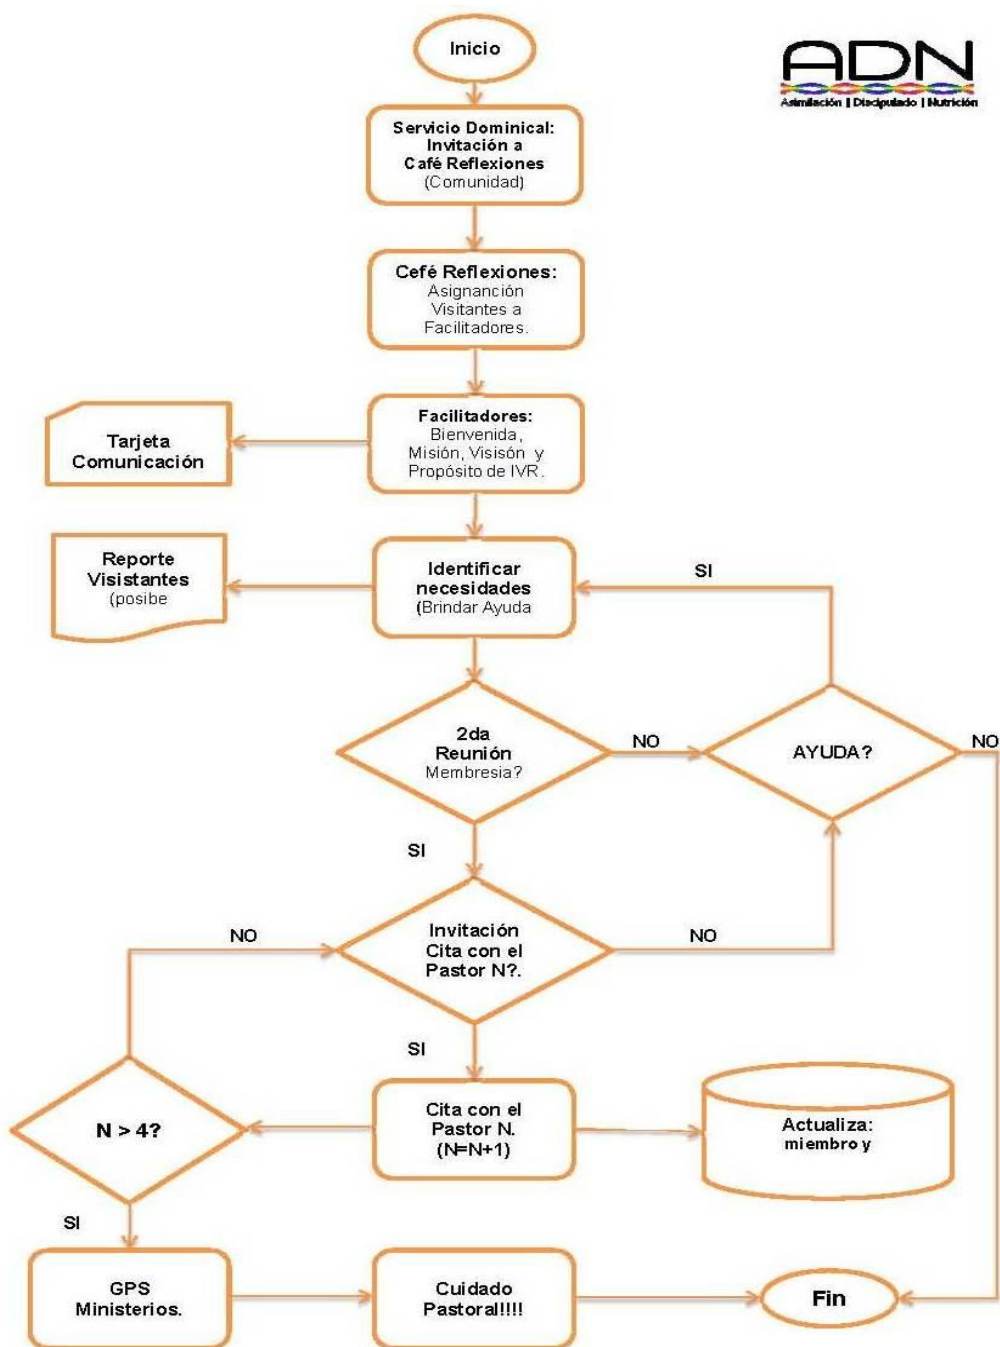 Inicio
ADN
Asimilación | Discipulado | Nutrición
Servicio Dominical:
Invitación a
Café Reflexiones
(Comunidad)
Cefé Reflexiones:
Asignanción
Visitantes a
Facilitadores.
Facilitadores:
Bienvenida,
Misión, Visisón y
Propósito de IVR.
Tarjeta
Comunicación
Reporte
Visistantes
(posibe
Identificar
necesidades
(Brindar Ayuda
SI
2da
Reunión
Membresia?
NO
AYUDA?
NO
SI
Invitación
Cita con el
Pastor N?.
NO
NO
SI
N > 4?
Cita con el
Pastor N.
(N=N+1)
Actualiza:
miembro y
SI
GPS
Ministerios.
Cuidado
Pastoral!!!!
Fin